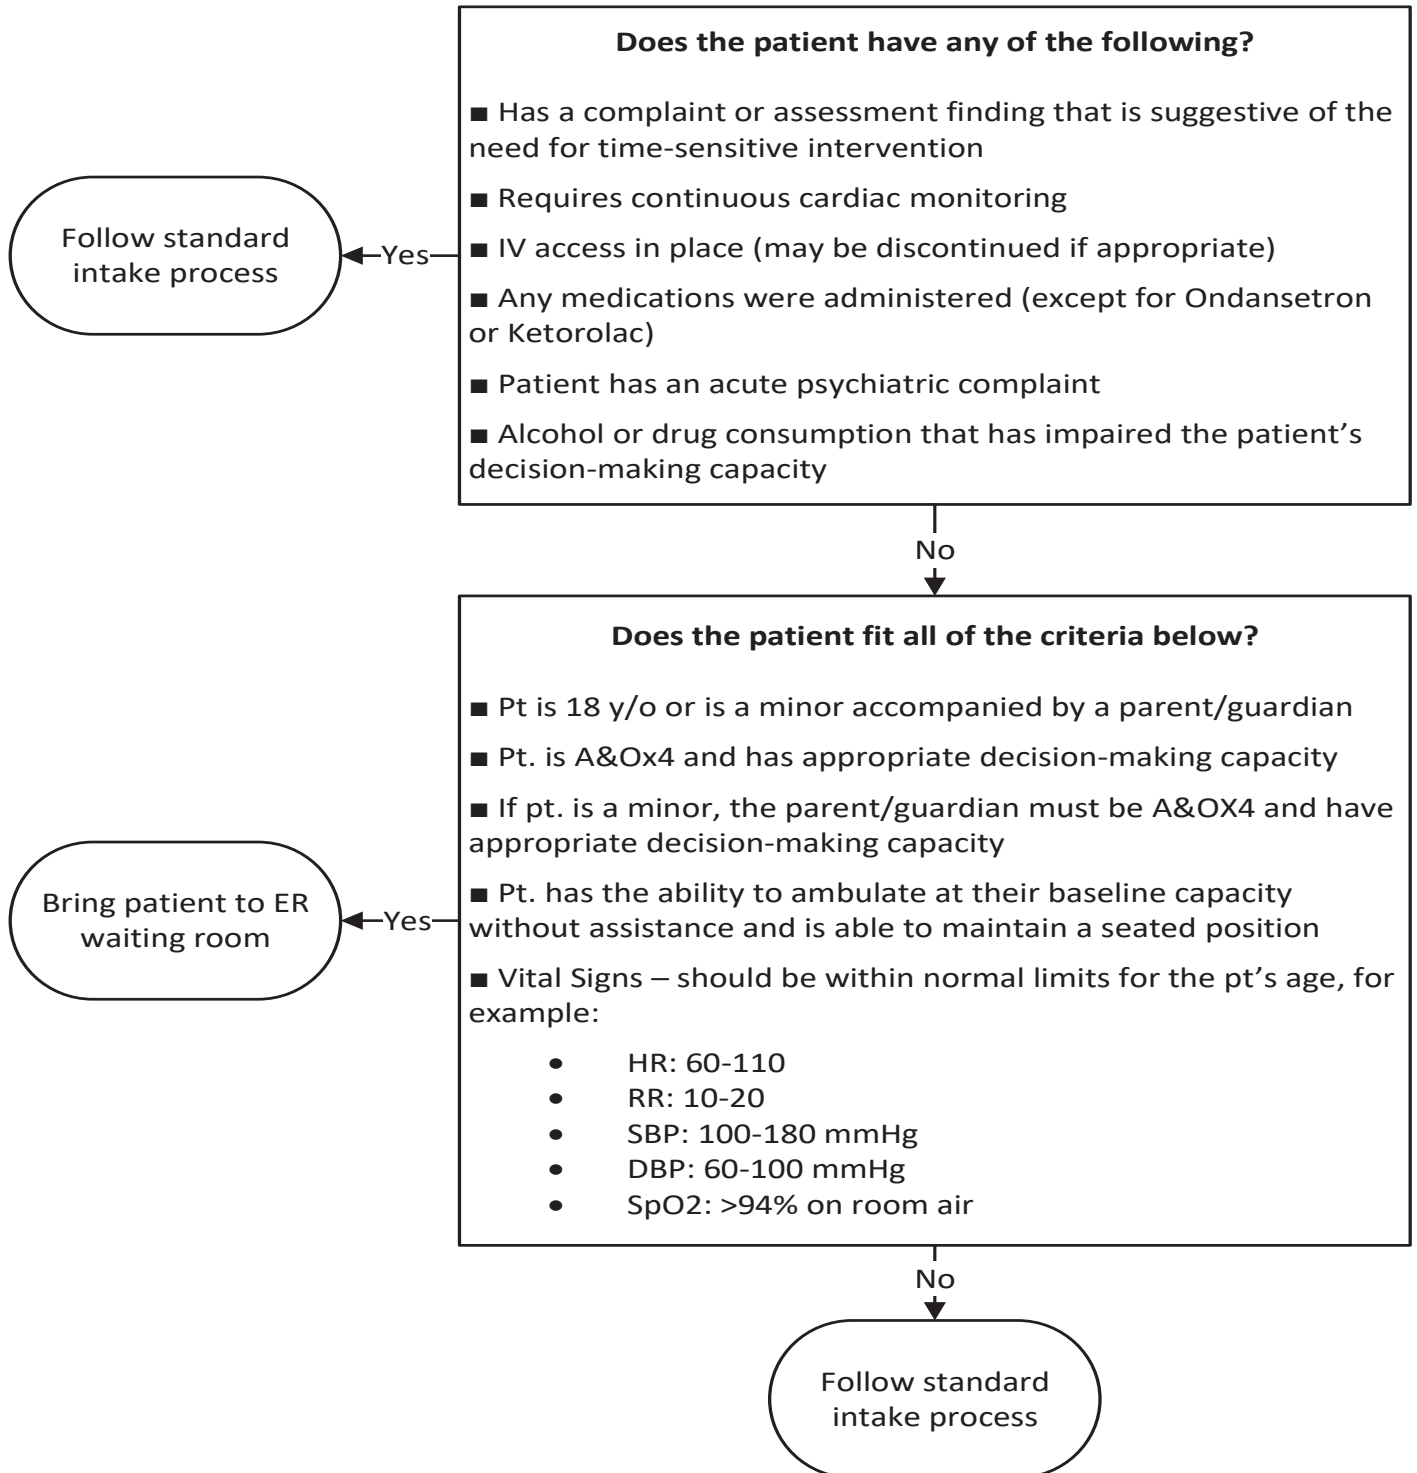 Does the patient have any of the following?
■ Has a complaint or assessment finding that is suggestive of the
need for time-sensitive intervention
■ Requires continuous cardiac monitoring
■ IV access in place (may be discontinued if appropriate)
■ Any medications were administered (except for Ondansetron
or Ketorolac)
■ Patient has an acute psychiatric complaint
■ Alcohol or drug consumption that has impaired the patient’s
decision-making capacity
Yes
Follow standard
intake process
No
Does the patient fit all of the criteria below?
■ Pt is 18 y/o or is a minor accompanied by a parent/guardian
■ Pt. is A&Ox4 and has appropriate decision-making capacity
■ If pt. is a minor, the parent/guardian must be A&OX4 and have
appropriate decision-making capacity
■ Pt. has the ability to ambulate at their baseline capacity
without assistance and is able to maintain a seated position
■ Vital Signs – should be within normal limits for the pt’s age, for
example:
• HR: 60-110
• RR: 10-20
• SBP: 100-180 mmHg
• DBP: 60-100 mmHg
• SpO2: >94% on room air
Yes
Bring patient to ER
waiting room
No
Follow standard
intake process